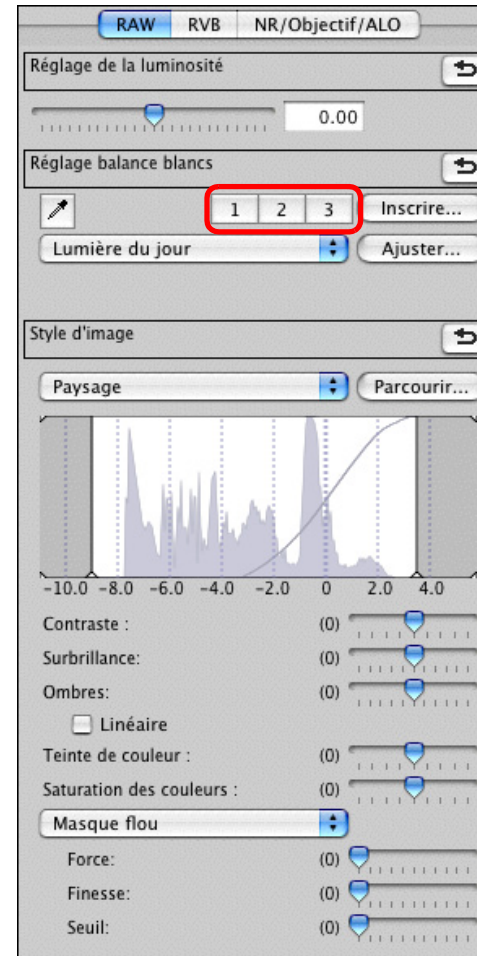 RAW RVB NR/Objectif/ALO
Réglage de la luminosité
0.00
Réglage balance blancs
1 2 3 Inscrire...
Lumière du jour Ajuster...
Style d'image
Paysage Parcourir...
-10.0 -8.0 -6.0 -4.0 -2.0 0 2.0 4.0
Contraste : (0)
Surbrillance: (0)
Ombres: (0)
Linéaire
Teinte de couleur : (0)
Saturation des couleurs : (0)
Masque flou
Force: (0)
Finesse: (0)
Seuil: (0)